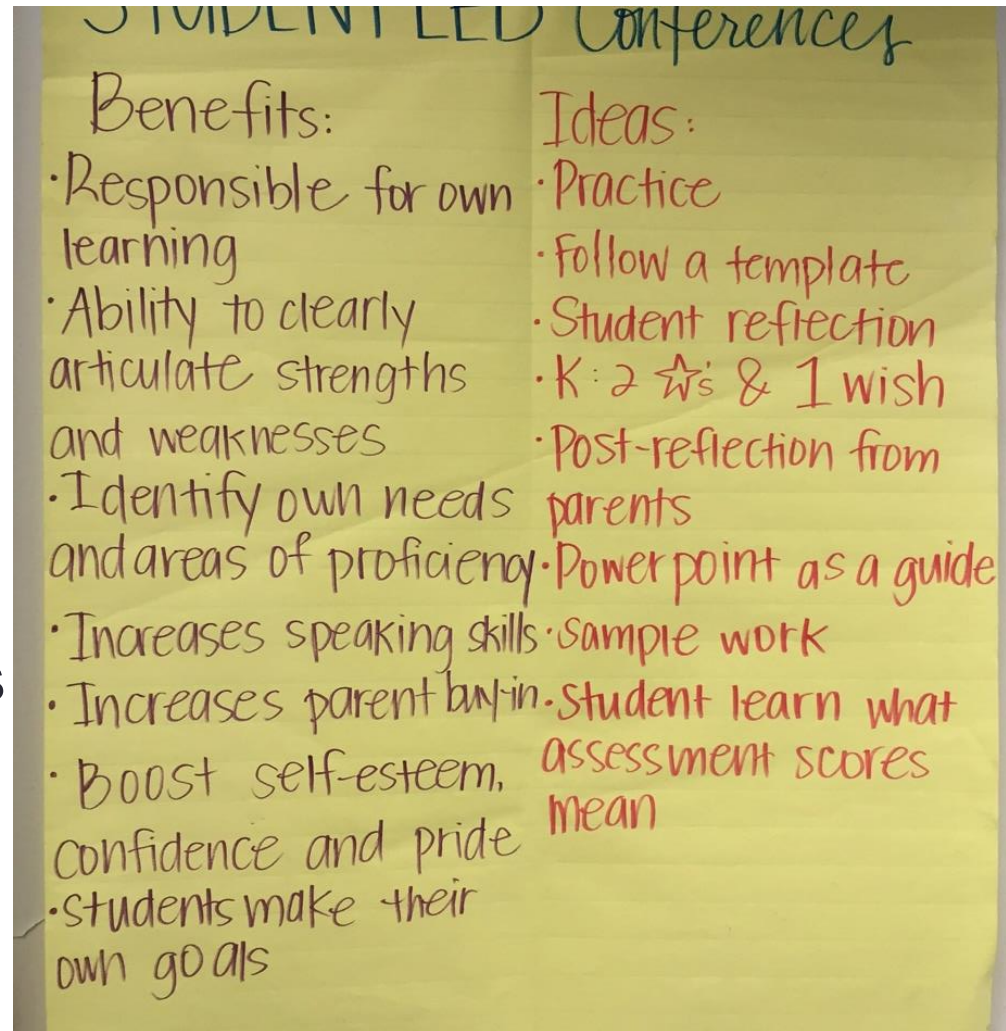 STUDENT LED Conferences
Benefits:
·Responsible for own
learning
·Ability to clearly
articulate strengths
and weaknesses
·Identify own needs
and areas of proficiency
·Increases speaking skills
·Increases parent buy-in
·Boost self-esteem,
confidence and pride
·students make their
own goals
Ideas:
·Practice
·Follow a template
·Student reflection
·K: 2 ☆'s & 1 wish
·Post-reflection from
parents
·Powerpoint as a guide
·sample work
·student learn what
assessment scores
mean
S